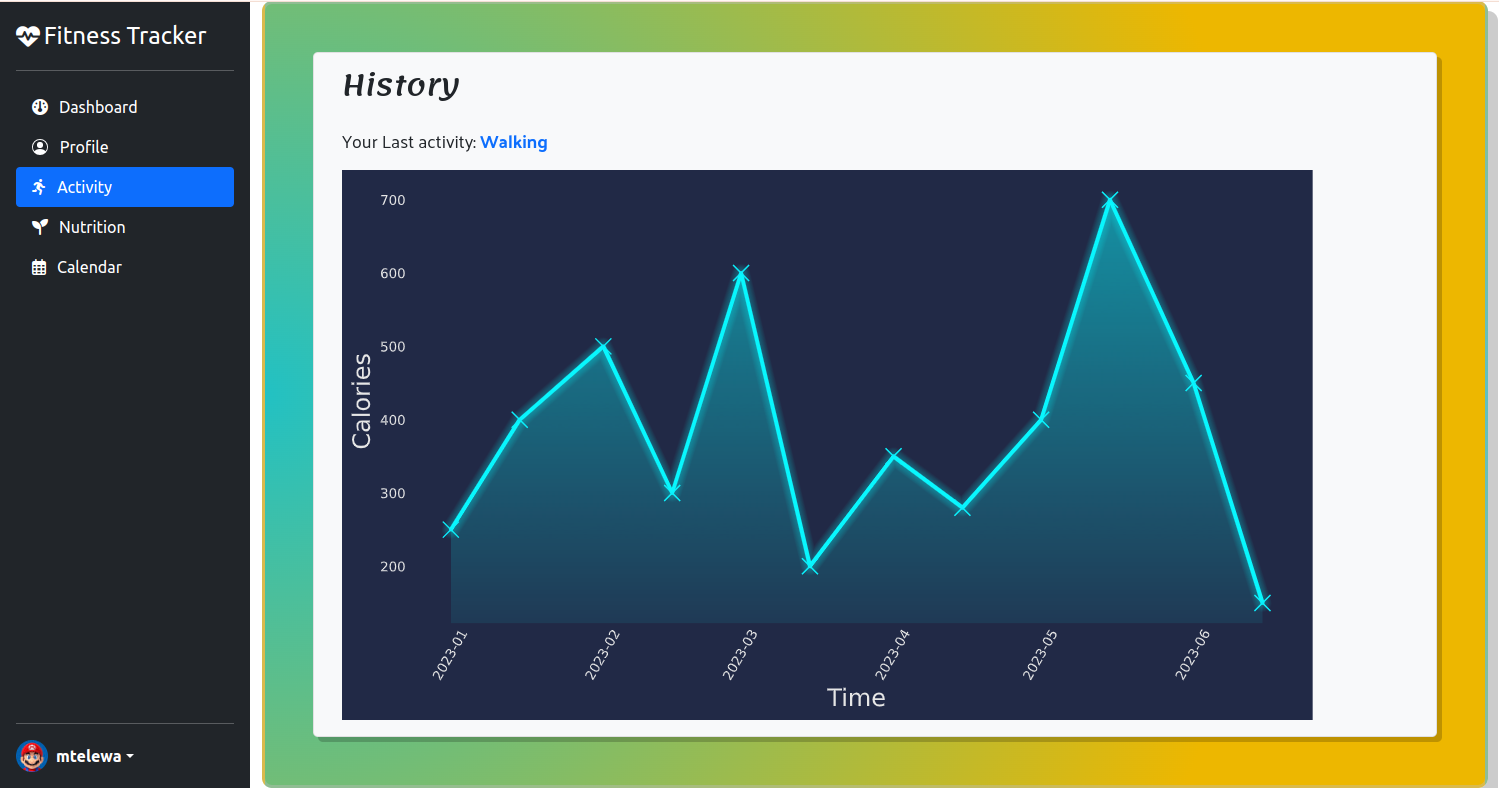 Fitness Tracker
Dashboard
Profile
Activity
Nutrition
Calendar
mtelewa
History
Your Last activity: Walking
700
600
500
400
300
200
Calories
2023-01
2023-02
2023-03
2023-04
2023-05
2023-06
Time